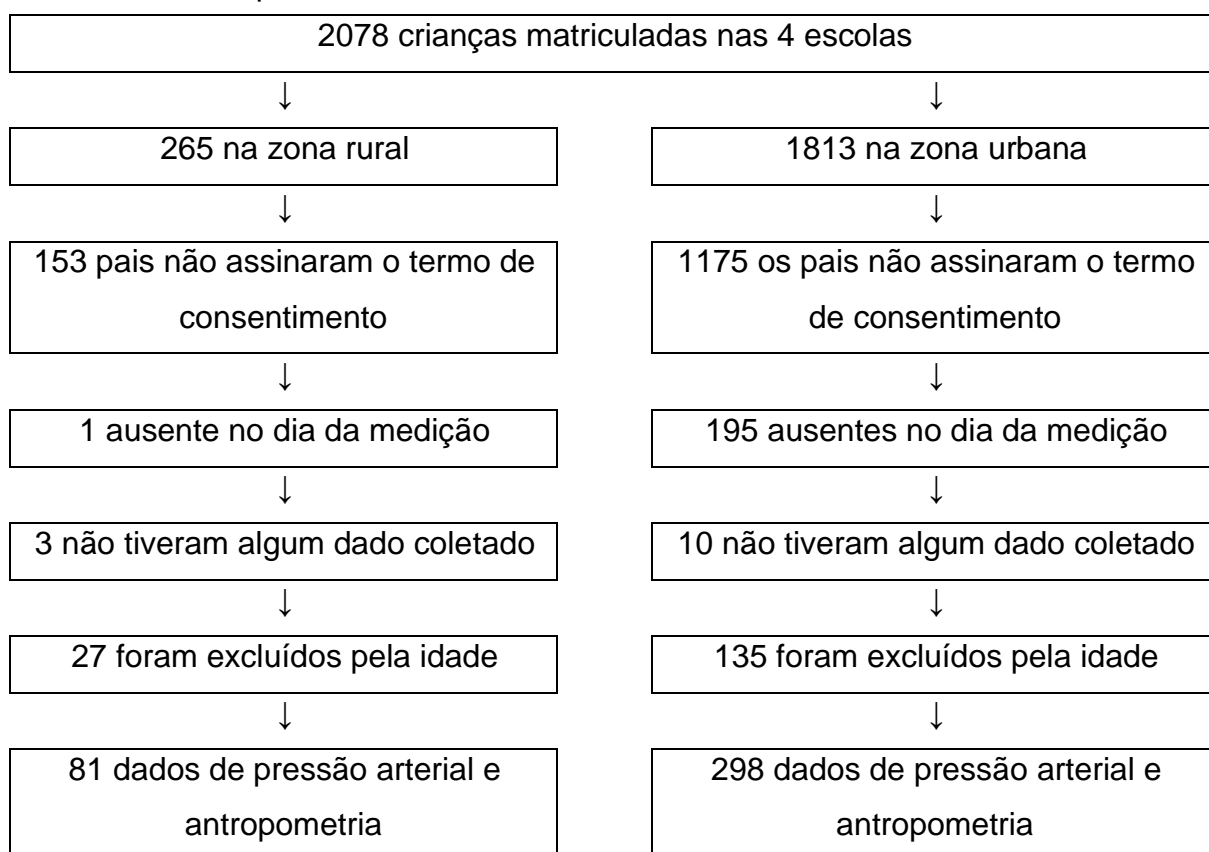 2078 crianças matriculadas nas 4 escolas
↓ ↓
265 na zona rural
1813 na zona urbana
↓ ↓
153 pais não assinaram o termo de
consentimento
1175 os pais não assinaram o termo
de consentimento
↓ ↓
1 ausente no dia da medição
195 ausentes no dia da medição
↓ ↓
3 não tiveram algum dado coletado
10 não tiveram algum dado coletado
↓ ↓
27 foram excluídos pela idade
135 foram excluídos pela idade
↓ ↓
81 dados de pressão arterial e
antropometria
298 dados de pressão arterial e
antropometria